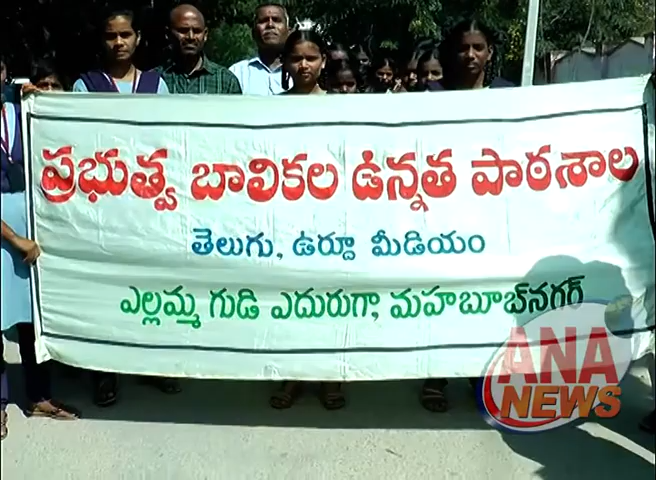 ప్రభుత్వ బాలికల ఉన్నత పాఠశాల
తెలుగు, ఉర్దూ మీడియం
ఎల్లమ్మ గుడి ఎదురుగా, మహబూబ్‌నగర్
ANA
NEWS